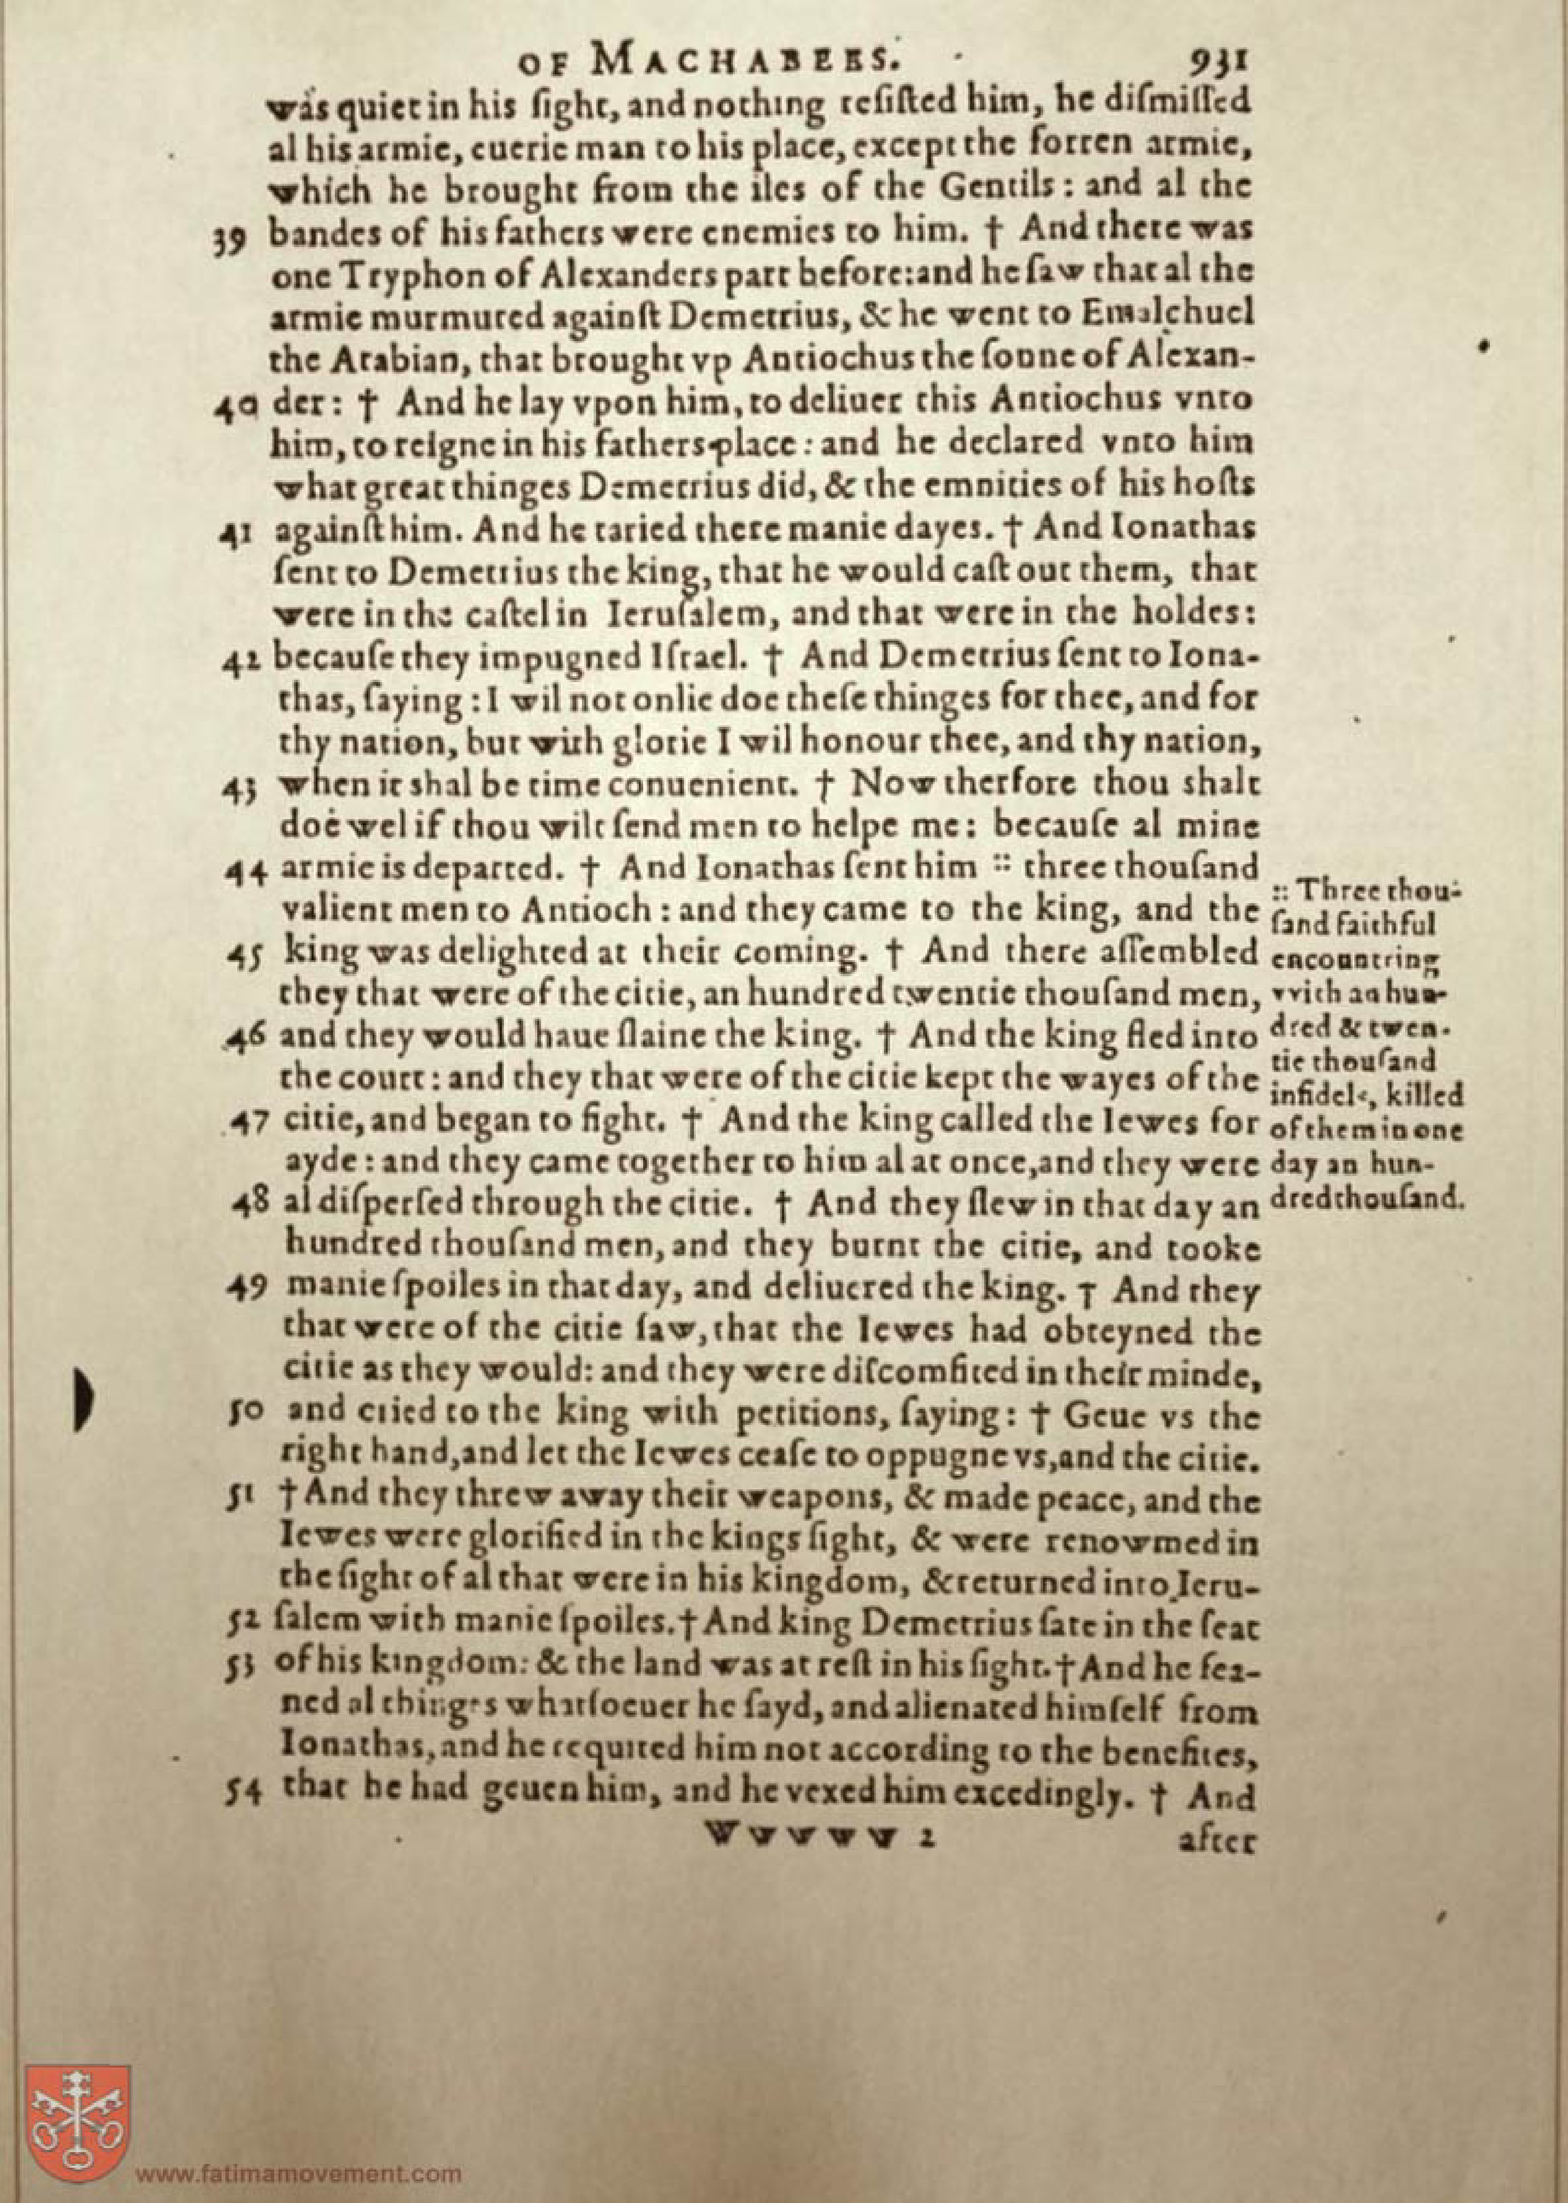 OF MACHABEES. 931
was quiet in his ſight, and nothing reſiſted him, he diſmiſſed
al his armie, euerie man to his place, except the forren armie,
which he brought from the iles of the Gentils : and al the
39 bandes of his fathers were enemies to him. † And there was
one Tryphon of Alexanders part before: and he ſaw that al the
armie murmured againſt Demetrius, & he went to Emalchuel
the Arabian, that brought vp Antiochus the ſonne of Alexan-
40 der: † And he lay vpon him, to deliuer this Antiochus vnto
him, to reigne in his fathers place : and he declared vnto him
what great thinges Demetrius did, & the emnities of his hoſts
41 againſt him. And he taried there manie dayes. † And Ionathas
ſent to Demetrius the king, that he would caſt out them, that
were in the caſtel in Ieruſalem, and that were in the holdes:
42 becauſe they impugned Iſrael. † And Demetrius ſent to Iona-
thas, ſaying : I wil not onlie doe theſe thinges for thee, and for
thy nation, but with glorie I wil honour thee, and thy nation,
43 when it shal be time conuenient. † Now therfore thou shalt
doe wel if thou wilt ſend men to helpe me: becauſe al mine
44 armie is departed. † And Ionathas ſent him :: three thouſand
valient men to Antioch : and they came to the king, and the
45 king was delighted at their coming. † And there aſſembled
they that were of the citie, an hundred twentie thouſand men,
46 and they would haue ſlaine the king. † And the king fled into
the court : and they that were of the citie kept the wayes of the
47 citie, and began to fight. † And the king called the Iewes for
ayde : and they came together to him al at once, and they were
48 al diſperſed through the citie. † And they ſlew in that day an
hundred thouſand men, and they burnt the citie, and tooke
49 manie ſpoiles in that day, and deliuered the king. † And they
that were of the citie ſaw, that the Iewes had obteyned the
citie as they would: and they were diſcomfited in their minde,
50 and cried to the king with petitions, ſaying : † Geue vs the
right hand, and let the Iewes ceaſe to oppugne vs, and the citie.
51 † And they threw away their weapons, & made peace, and the
Iewes were glorified in the kings ſight, & were renowmed in
the ſight of al that were in his kingdom, & returned into Ieru-
52 ſalem with manie ſpoiles. † And king Demetrius ſate in the ſeat
53 of his kingdom: & the land was at reſt in his ſight. † And he fea-
ned al thinges whatſoeuer he ſayd, and alienated himſelf from
Ionathas, and he requited him not according to the benefites,
54 that he had geuen him, and he vexed him excedingly. † And
Wwwww 2 after
:: Three thou-
ſand faithful
encountring
vvith an hun-
dred & twen-
tie thouſand
infidels, killed
of them in one
day an hun-
dred thouſand.
www.fatimamovement.com